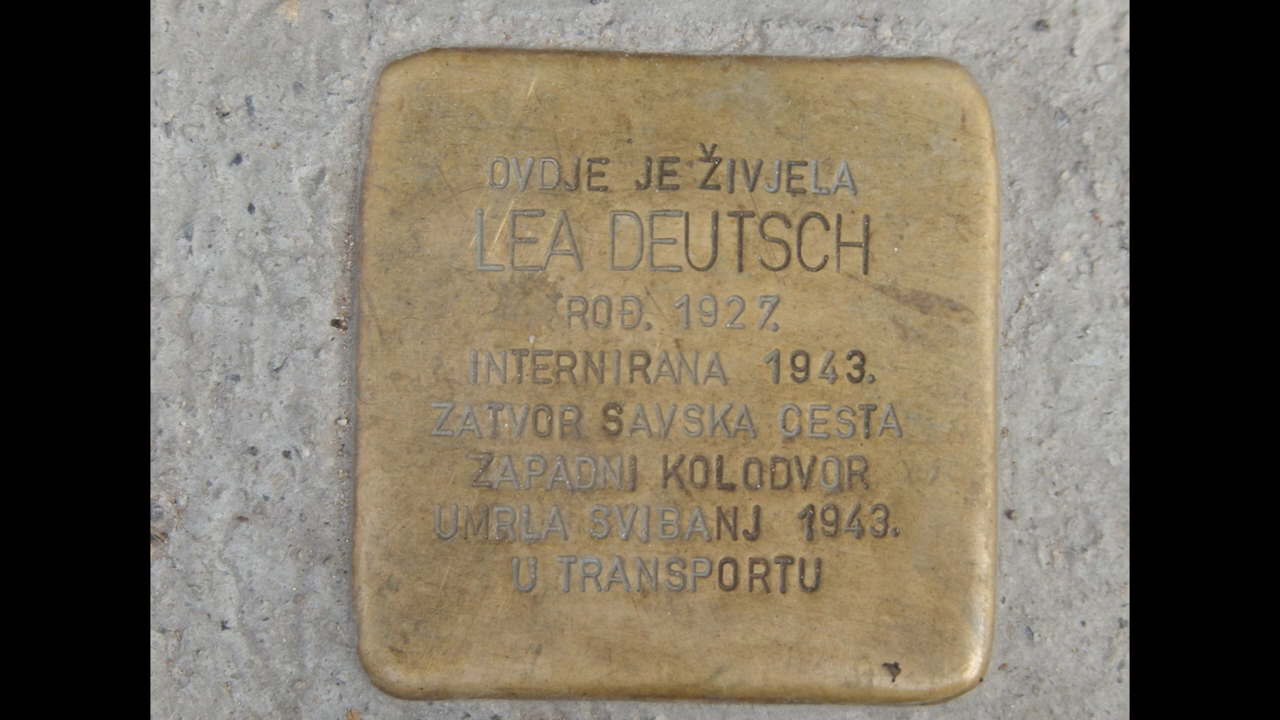 OVDJE JE ŽIVJELA
LEA DEUTSCH
ROĐ. 1927.
INTERNIRANA 1943.
ZATVOR SAVSKA CESTA
ZAPADNI KOLODVOR
UMRLA SVIBANJ 1943.
U TRANSPORTU